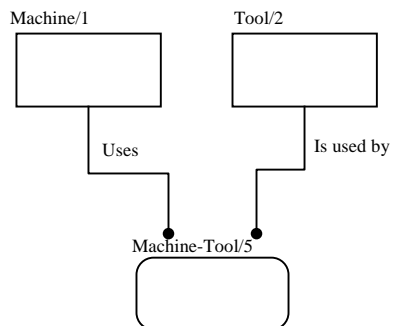 Machine/1
Tool/2
Uses
Is used by
Machine-Tool/5